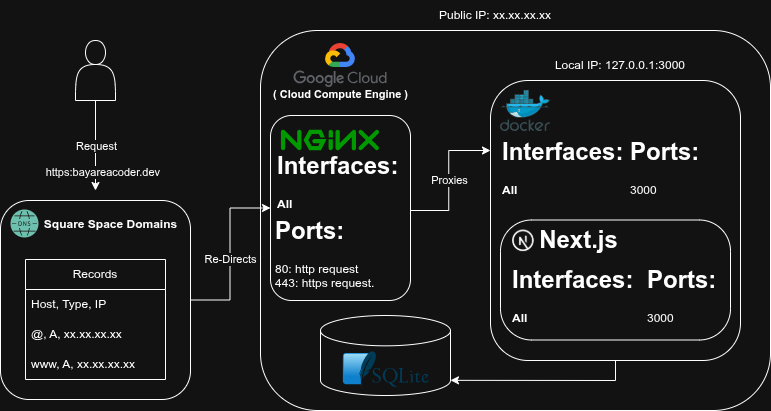 Public IP: xx.xx.xx.xx
Google Cloud
( Cloud Compute Engine )
Local IP: 127.0.0.1:3000
docker
NGINX
Interfaces:
All
Ports:
80: http request
443: https request.
Interfaces: Ports:
All 3000
Request
https:bayareacoder.dev
Proxies
DNS
Square Space Domains
Re-Directs
Records
Host, Type, IP
@, A, xx.xx.xx.xx
www, A, xx.xx.xx.xx
N Next.js
Interfaces: Ports:
All 3000
SQLite